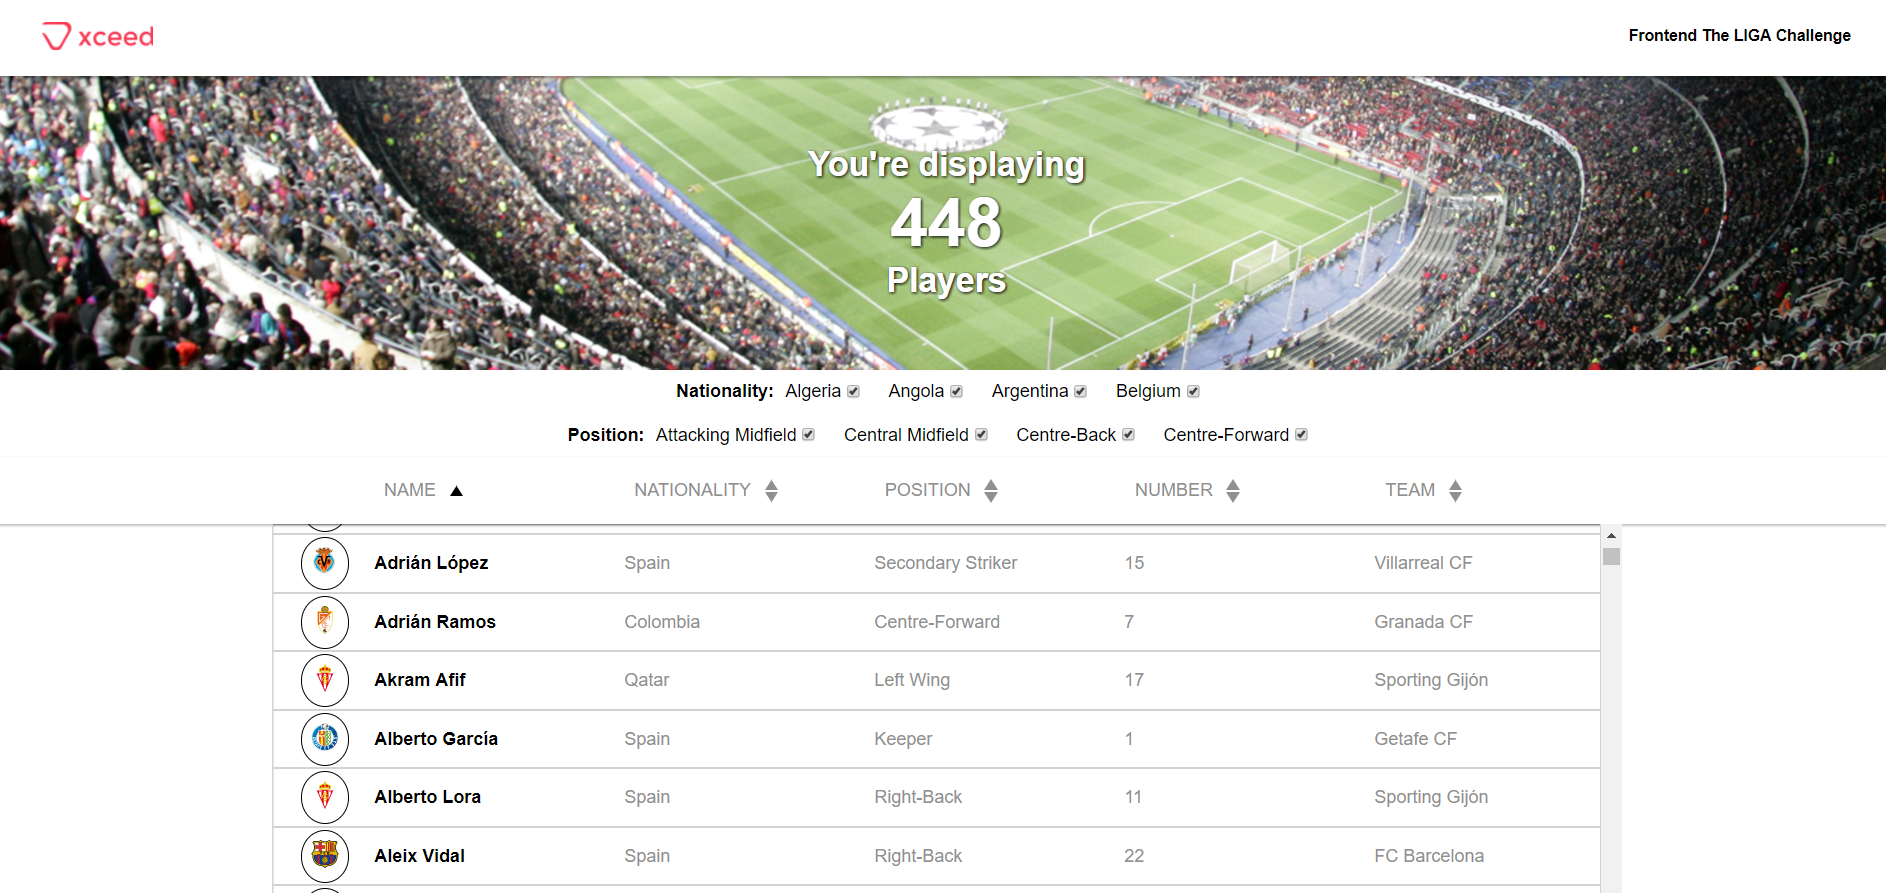 xceed
Frontend The LIGA Challenge
You're displaying
448
Players
Nationality: Algeria Angola Argentina Belgium
Position: Attacking Midfield Central Midfield Centre-Back Centre-Forward
NAME NATIONALITY POSITION NUMBER TEAM
Adrián López Spain Secondary Striker 15 Villarreal CF
Adrián Ramos Colombia Centre-Forward 7 Granada CF
Akram Afif Qatar Left Wing 17 Sporting Gijón
Alberto García Spain Keeper 1 Getafe CF
Alberto Lora Spain Right-Back 11 Sporting Gijón
Aleix Vidal Spain Right-Back 22 FC Barcelona